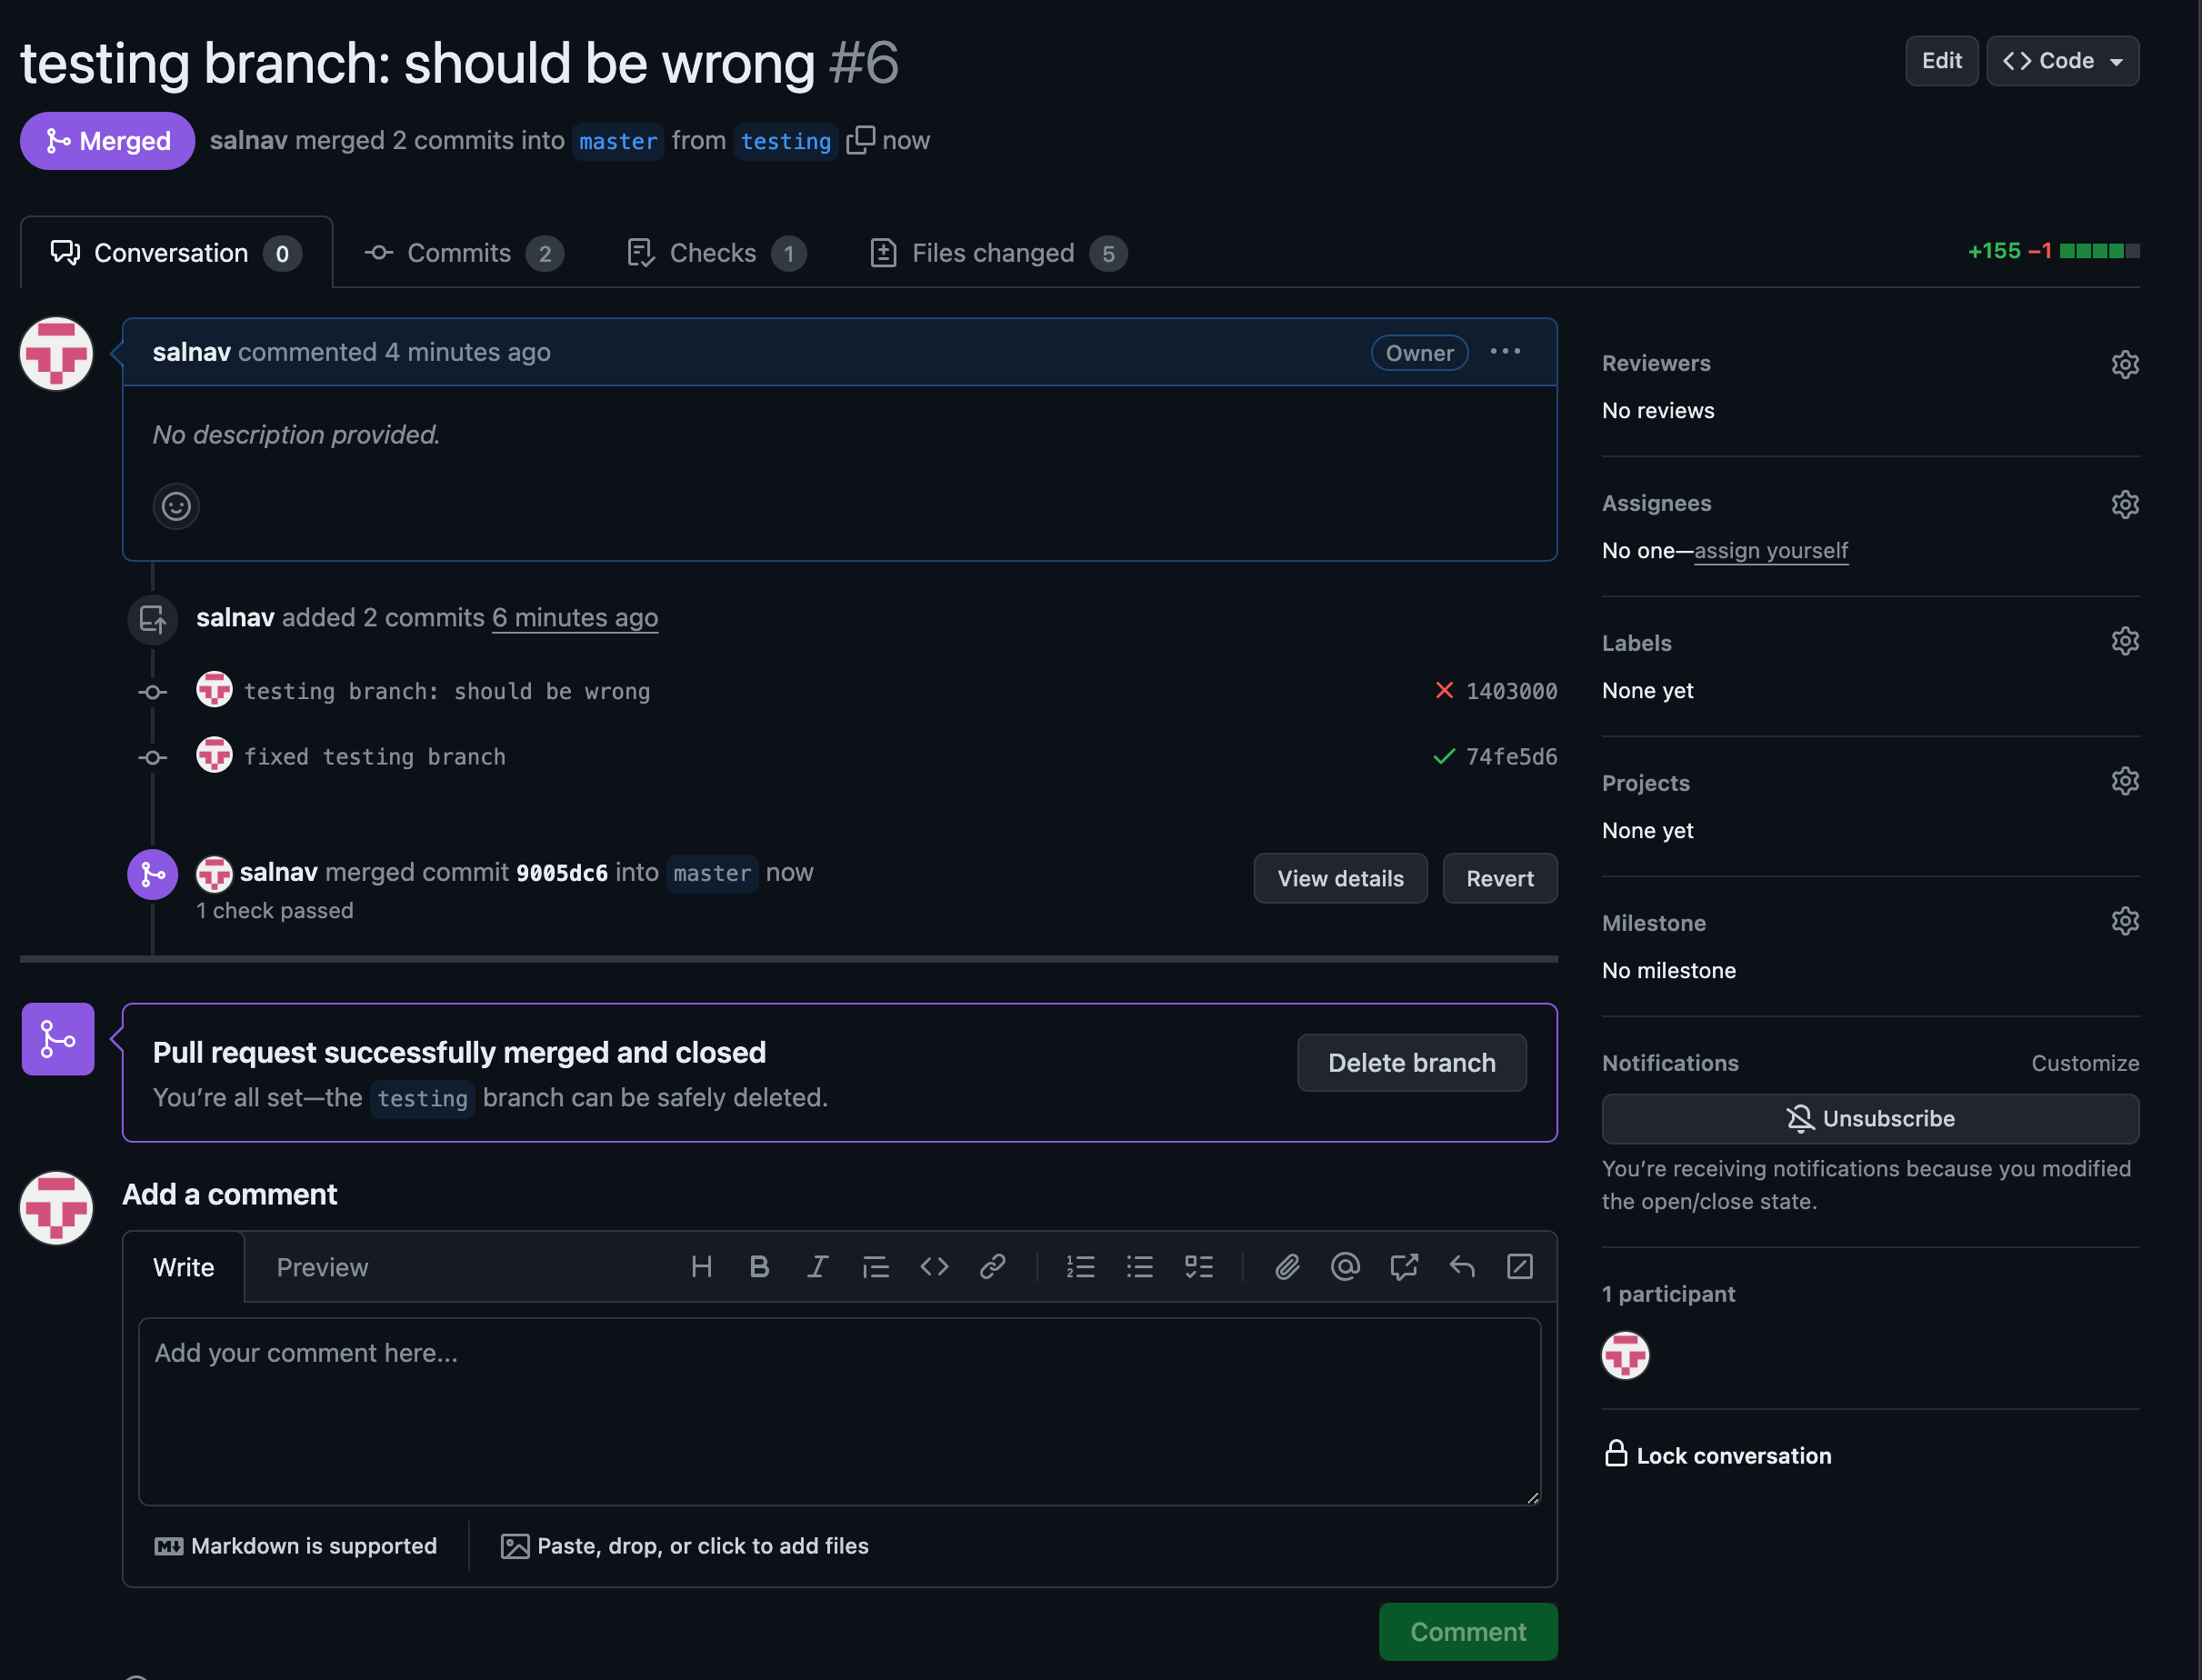 testing branch: should be wrong #6
Edit
Code
Merged
salnav merged 2 commits into master from testing now
Conversation 0
Commits 2
Checks 1
Files changed 5
+155 −1
salnav commented 4 minutes ago
Owner
No description provided.
salnav added 2 commits 6 minutes ago
testing branch: should be wrong
1403000
fixed testing branch
74fe5d6
salnav merged commit 9005dc6 into master now
1 check passed
View details
Revert
Pull request successfully merged and closed
You’re all set—the testing branch can be safely deleted.
Delete branch
Add a comment
Write
Preview
Add your comment here...
Markdown is supported
Paste, drop, or click to add files
Comment
Reviewers
No reviews
Assignees
No one—assign yourself
Labels
None yet
Projects
None yet
Milestone
No milestone
Notifications
Customize
Unsubscribe
You’re receiving notifications because you modified
the open/close state.
1 participant
Lock conversation